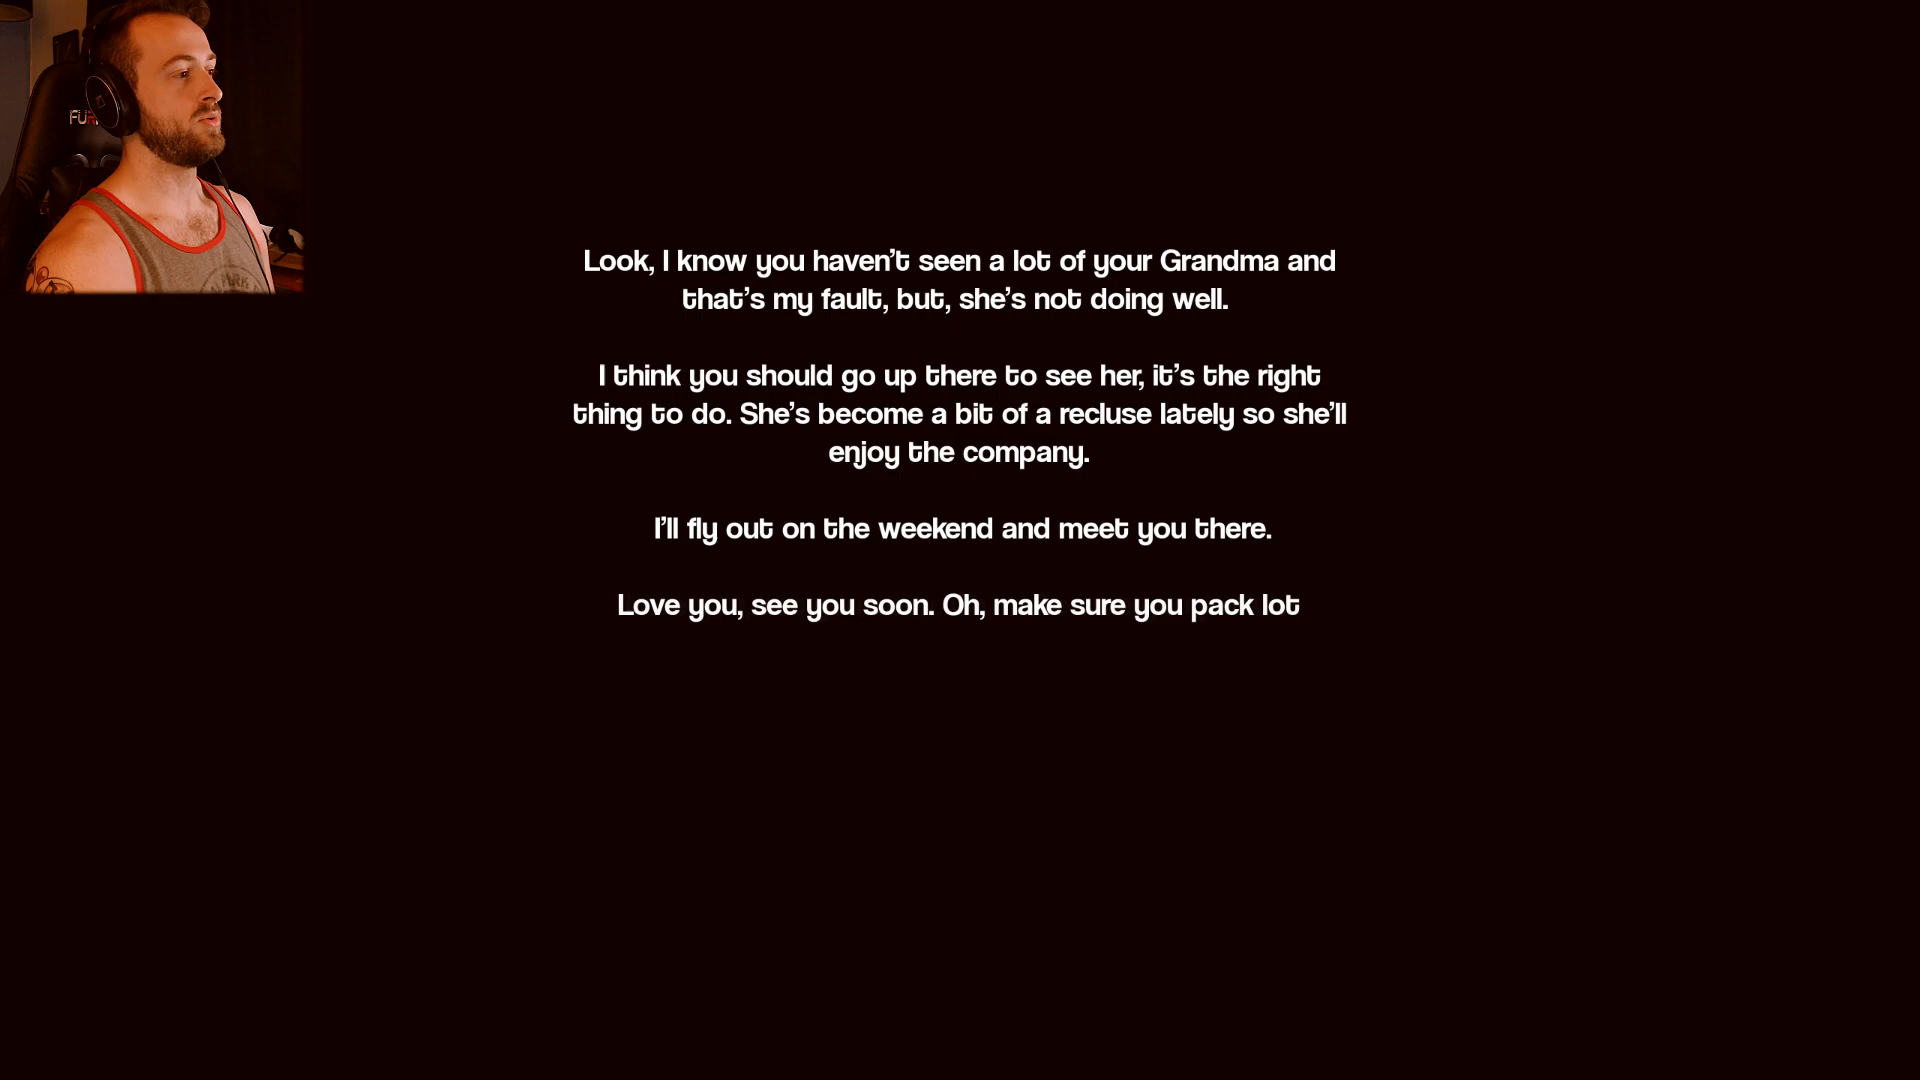 FUR
Look, I know you haven't seen a lot of your Grandma and
that's my fault, but, she's not doing well.
I think you should go up there to see her, it's the right
thing to do. She's become a bit of a recluse lately so she'll
enjoy the company.
I'll fly out on the weekend and meet you there.
Love you, see you soon. Oh, make sure you pack lot